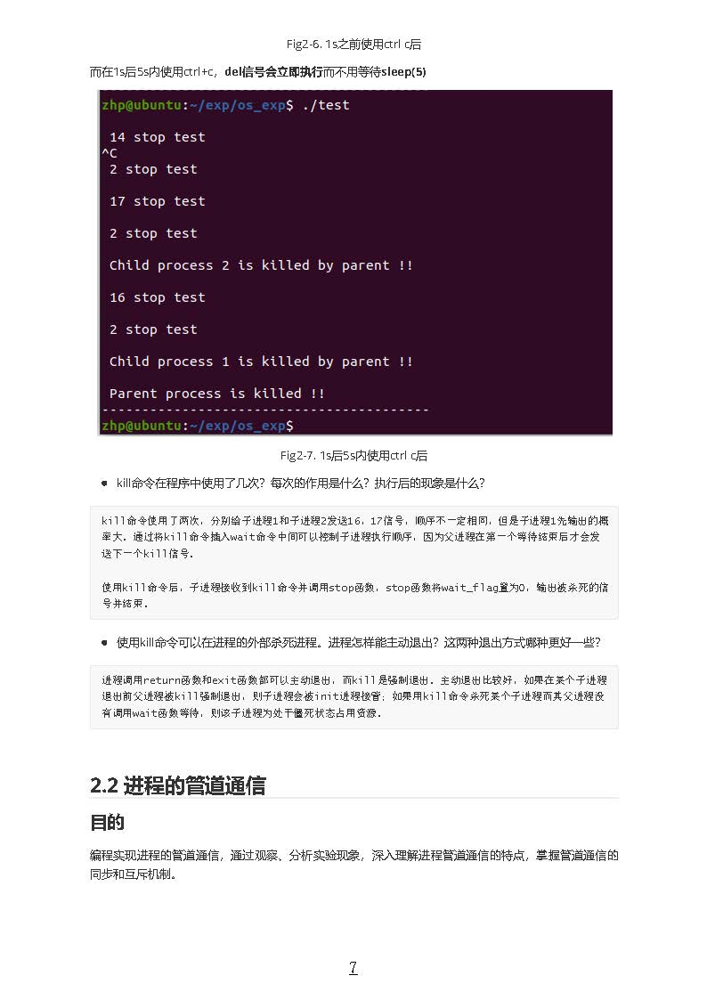 Fig2-6. 1s之前使用ctrl c后
而在1s后5s内使用ctrl+c，del信号会立即执行而不用等待sleep(5)
zhp@ubuntu:~/exp/os_exp$ ./test
14 stop test
^C
2 stop test
17 stop test
2 stop test
Child process 2 is killed by parent !!
16 stop test
2 stop test
Child process 1 is killed by parent !!
Parent process is killed !!
-----------------------------------------
zhp@ubuntu:~/exp/os_exp$
Fig2-7. 1s后5s内使用ctrl c后
• kill命令在程序中使用了几次？每次的作用是什么？执行后的现象是什么？
kill命令使用了两次，分别给子进程1和子进程2发送16，17信号，顺序不一定相同，但是子进程1先输出的概
率大。通过将kill命令插入wait命令中间可以控制子进程执行顺序，因为父进程在第一个等待结束后才会发
送下一个kill信号。
使用kill命令后，子进程接收到kill命令并调用stop函数，stop函数将wait_flag置为0，输出被杀死的信
号并结束。
• 使用kill命令可以在进程的外部杀死进程。进程怎样能主动退出？这两种退出方式哪种更好一些？
进程调用return函数和exit函数都可以主动退出，而kill是强制退出。主动退出比较好，如果在某个子进程
退出前父进程被kill强制退出，则子进程会被init进程接管；如果用kill命令杀死某个子进程而其父进程没
有调用wait函数等待，则该子进程为处于僵死状态占用资源。
2.2 进程的管道通信
目的
编程实现进程的管道通信，通过观察、分析实验现象，深入理解进程管道通信的特点，掌握管道通信的
同步和互斥机制。
7